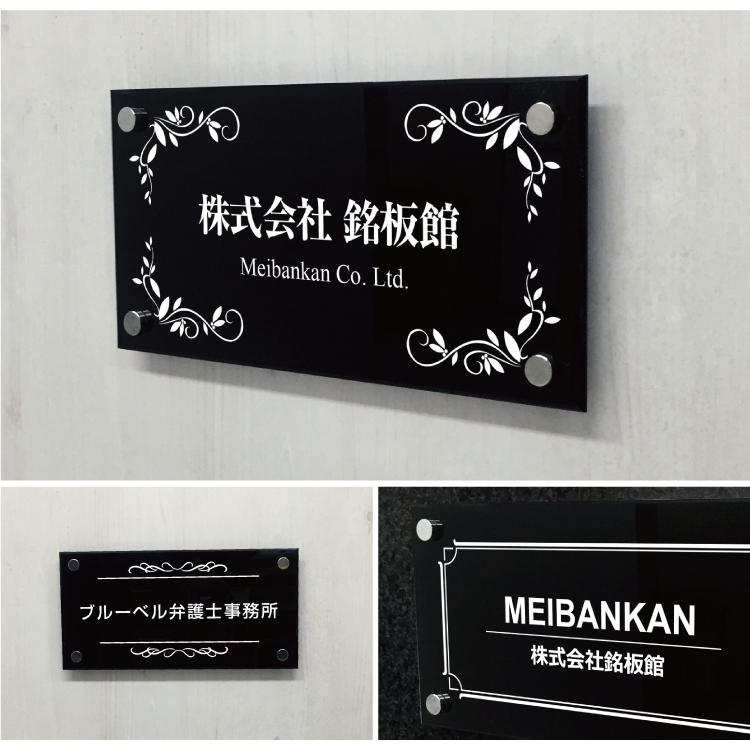 株式会社 銘板館
Meibankan Co. Ltd.
ブルーベル弁護士事務所
MEIBANKAN
株式会社銘板館